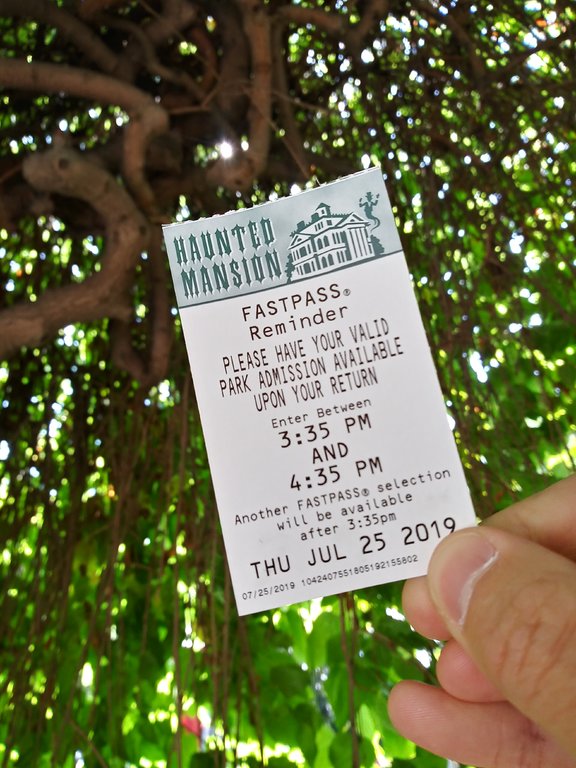 HAUNTED
MANSION
FASTPASS®
Reminder
PLEASE HAVE YOUR VALID
PARK ADMISSION AVAILABLE
UPON YOUR RETURN
Enter Between
3:35 PM
AND
4:35 PM
Another FASTPASS® selection
will be available
after 3:35pm
THU JUL 25 2019
07/25/2019 1042407551805192155802